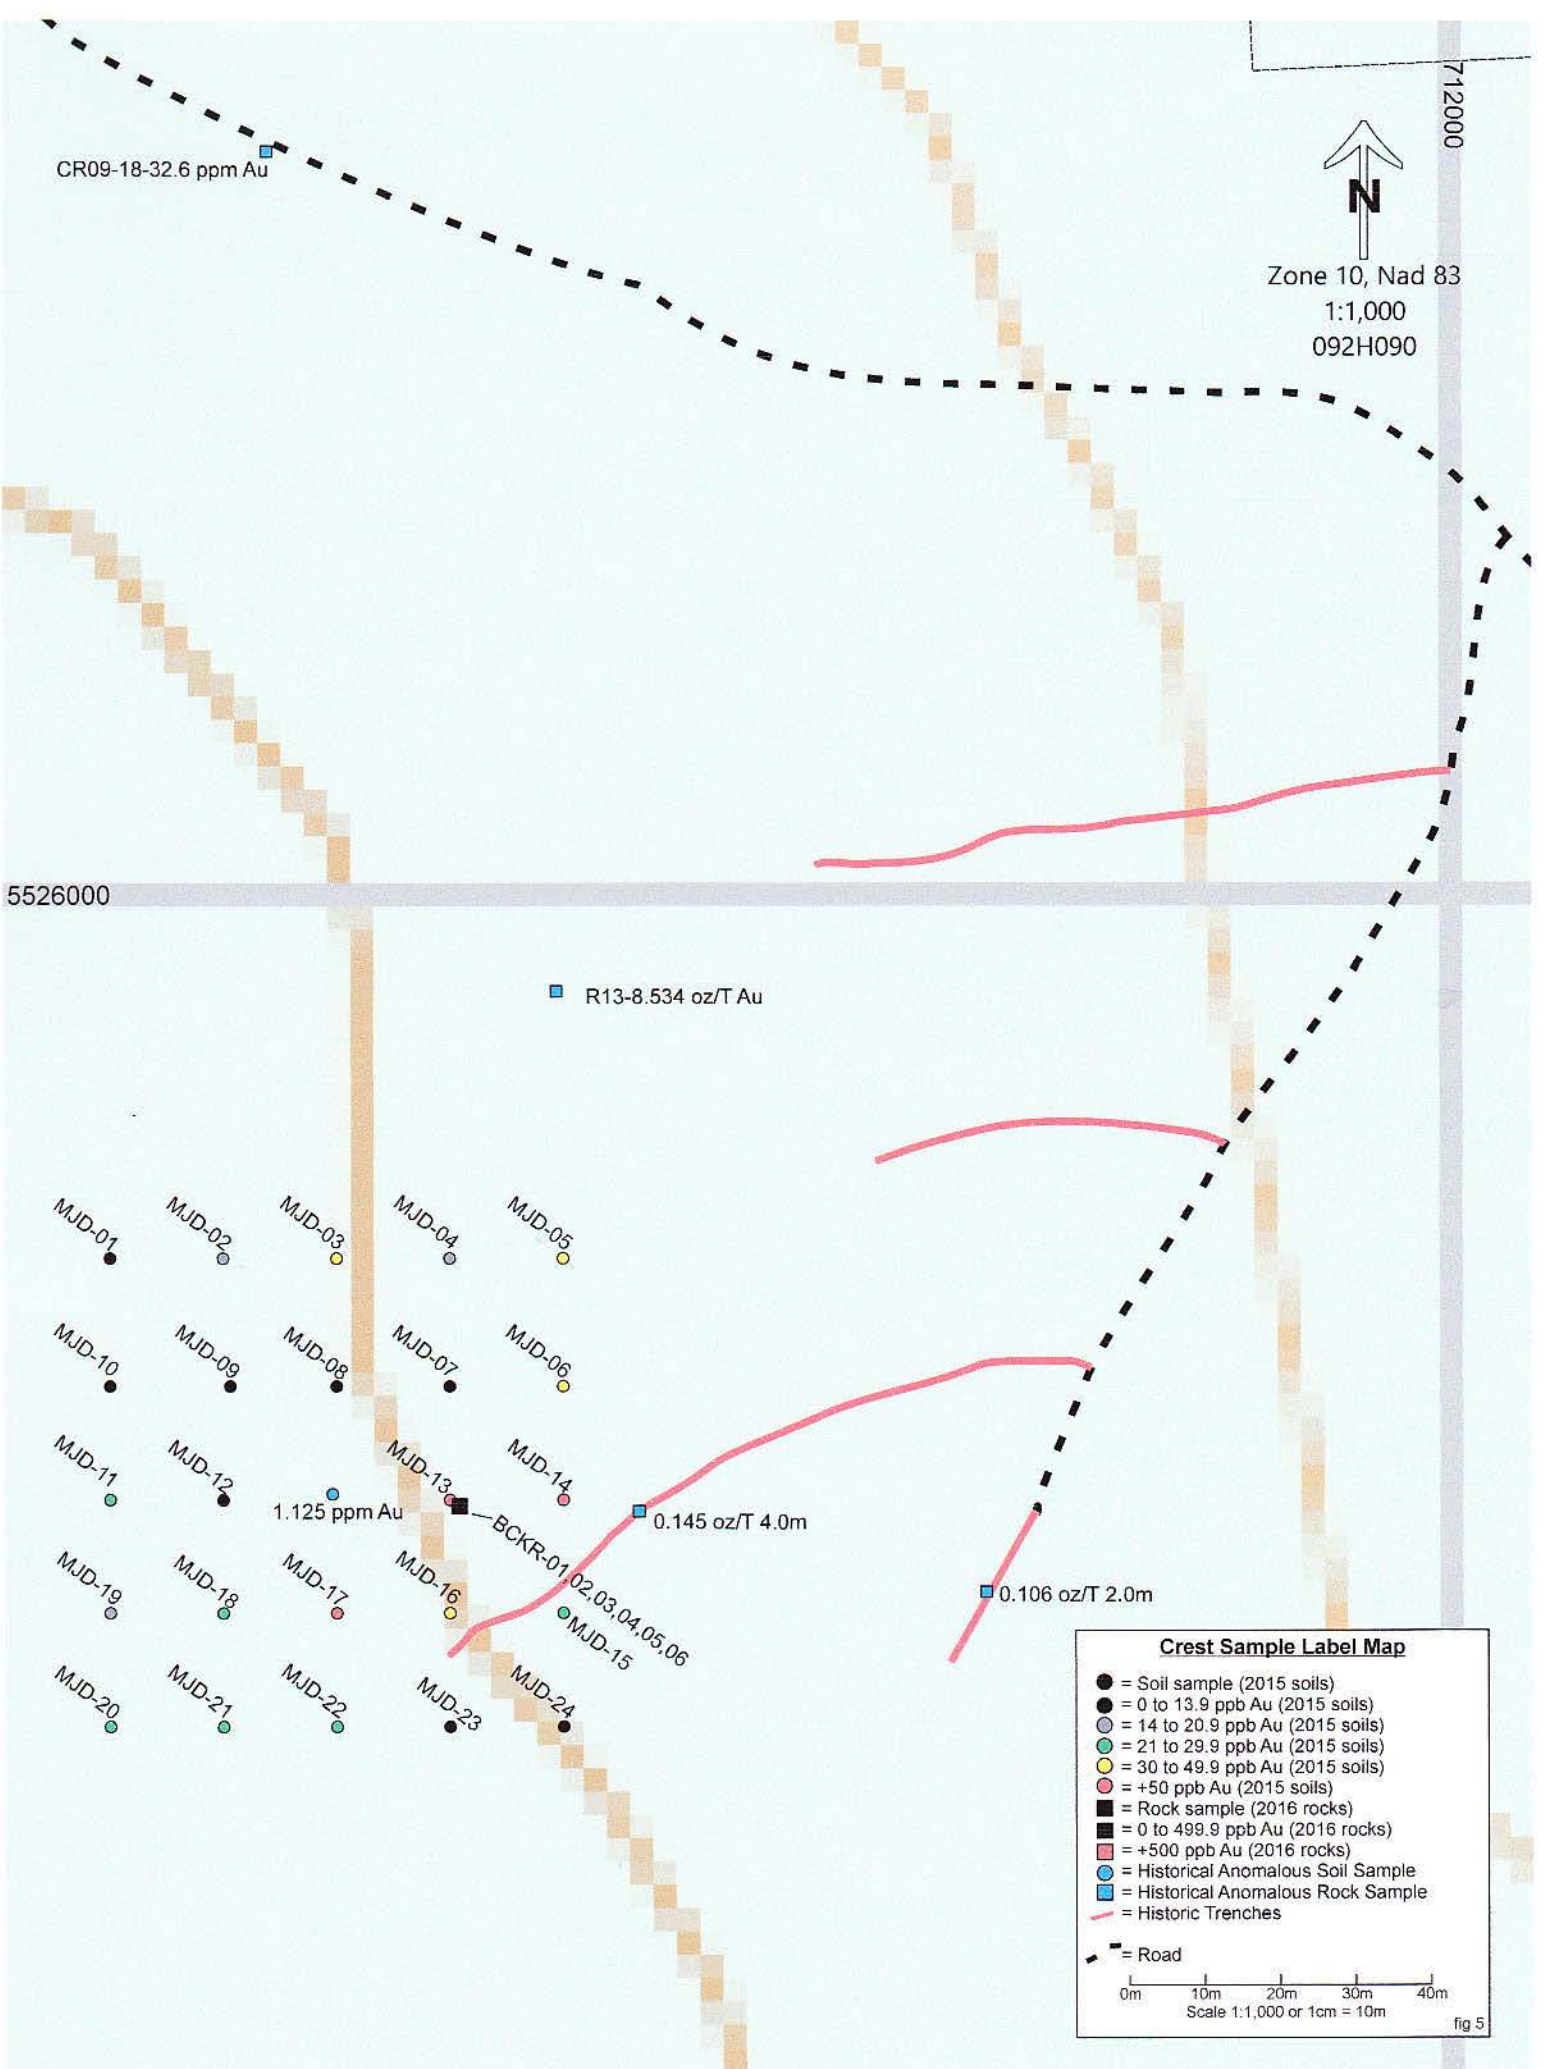 712000
CR09-18-32.6 ppm Au
N
Zone 10, Nad 83
1:1,000
092H090
5526000
R13-8.534 oz/T Au
MJD-01
MJD-02
MJD-03
MJD-04
MJD-05
MJD-10
MJD-09
MJD-08
MJD-07
MJD-06
MJD-11
MJD-12
MJD-13
MJD-14
1.125 ppm Au
BCKR-01,02,03,04,05,06
0.145 oz/T 4.0m
MJD-19
MJD-18
MJD-17
MJD-16
MJD-15
0.106 oz/T 2.0m
MJD-20
MJD-21
MJD-22
MJD-23
MJD-24
Crest Sample Label Map
= Soil sample (2015 soils)
= 0 to 13.9 ppb Au (2015 soils)
= 14 to 20.9 ppb Au (2015 soils)
= 21 to 29.9 ppb Au (2015 soils)
= 30 to 49.9 ppb Au (2015 soils)
= +50 ppb Au (2015 soils)
= Rock sample (2016 rocks)
= 0 to 499.9 ppb Au (2016 rocks)
= +500 ppb Au (2016 rocks)
= Historical Anomalous Soil Sample
= Historical Anomalous Rock Sample
= Historic Trenches
= Road
0m 10m 20m 30m 40m
Scale 1:1,000 or 1cm = 10m
fig 5